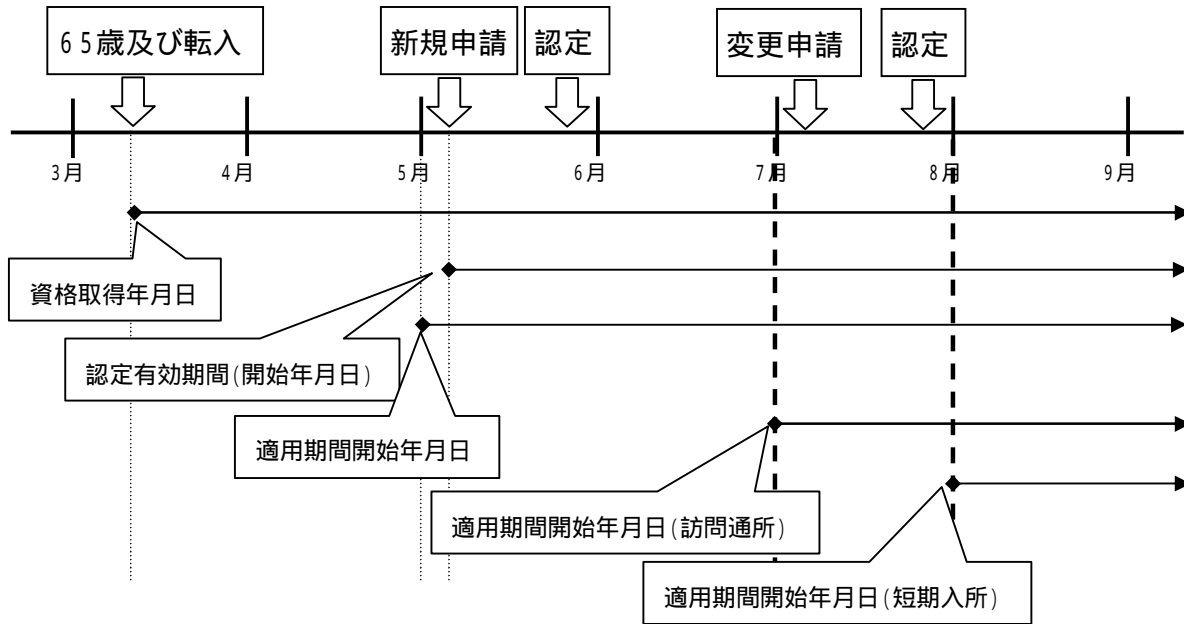 65歳及び転入
新規申請
認定
変更申請
認定
3月
4月
5月
6月
7月
8月
9月
資格取得年月日
認定有効期間(開始年月日)
適用期間開始年月日
適用期間開始年月日(訪問通所)
適用期間開始年月日(短期入所)